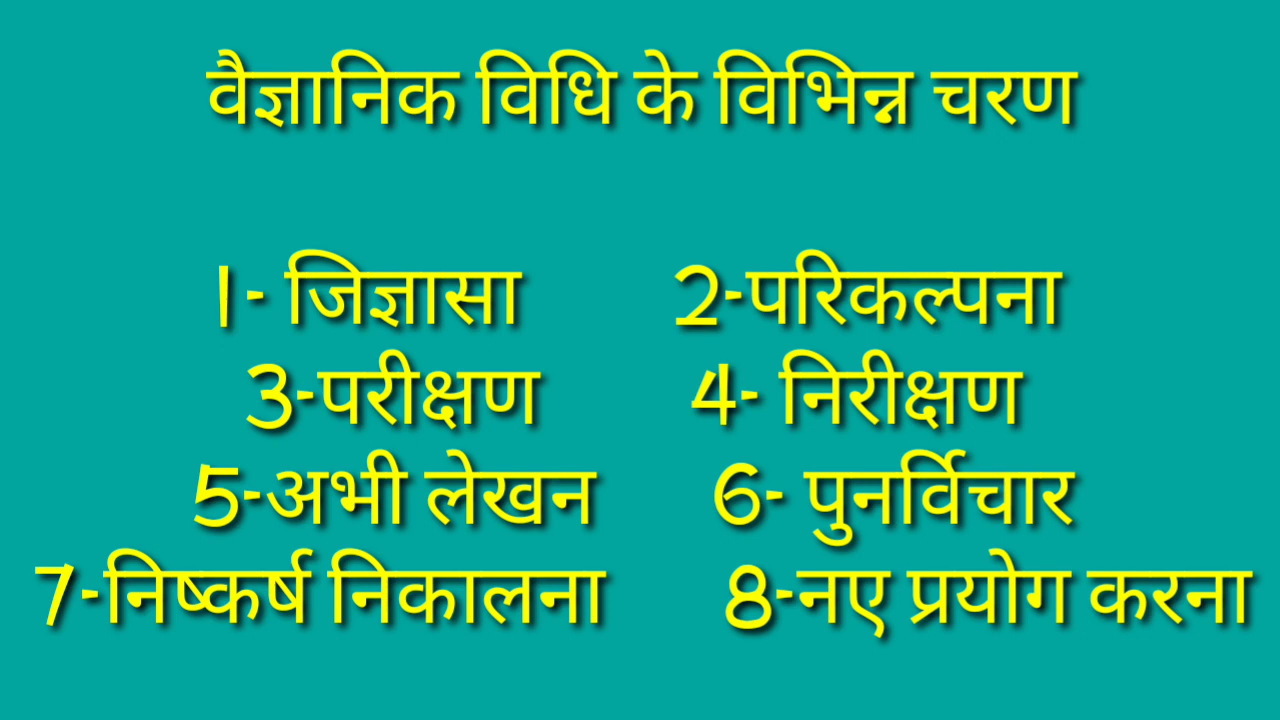 वैज्ञानिक विधि के विभिन्न चरण
1- जिज्ञासा 2-परिकल्पना
3-परीक्षण 4- निरीक्षण
5-अभी लेखन 6- पुनर्विचार
7-निष्कर्ष निकालना 8-नए प्रयोग करना